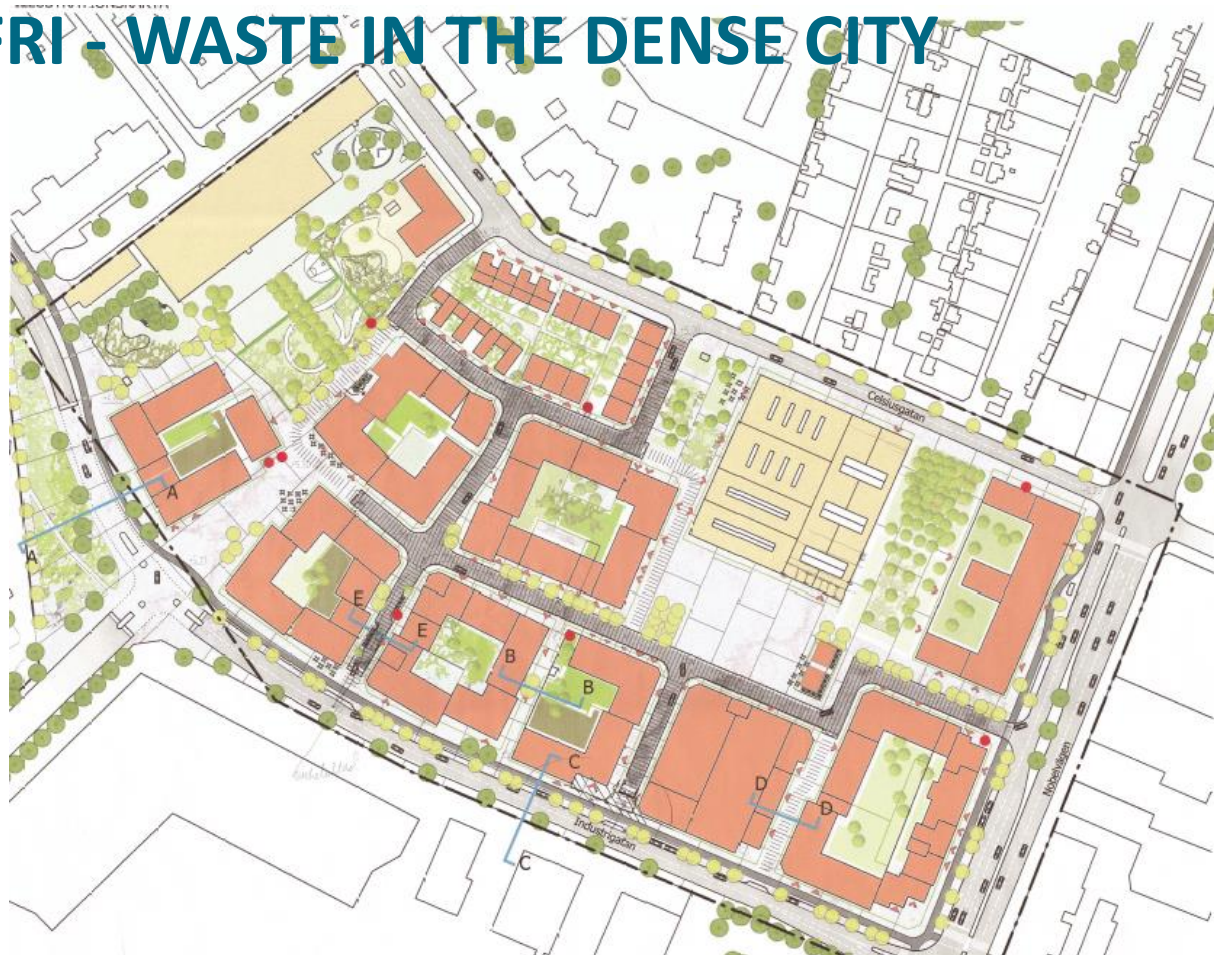 FRI - WASTE IN THE DENSE CITY
Celsiusgatan
A
A
E
E
B
B
C
D
D
Nobelvägen
Industrigatan
C